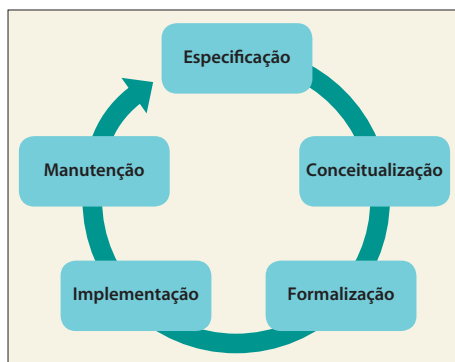 Especificação
Conceitualização
Formalização
Implementação
Manutenção